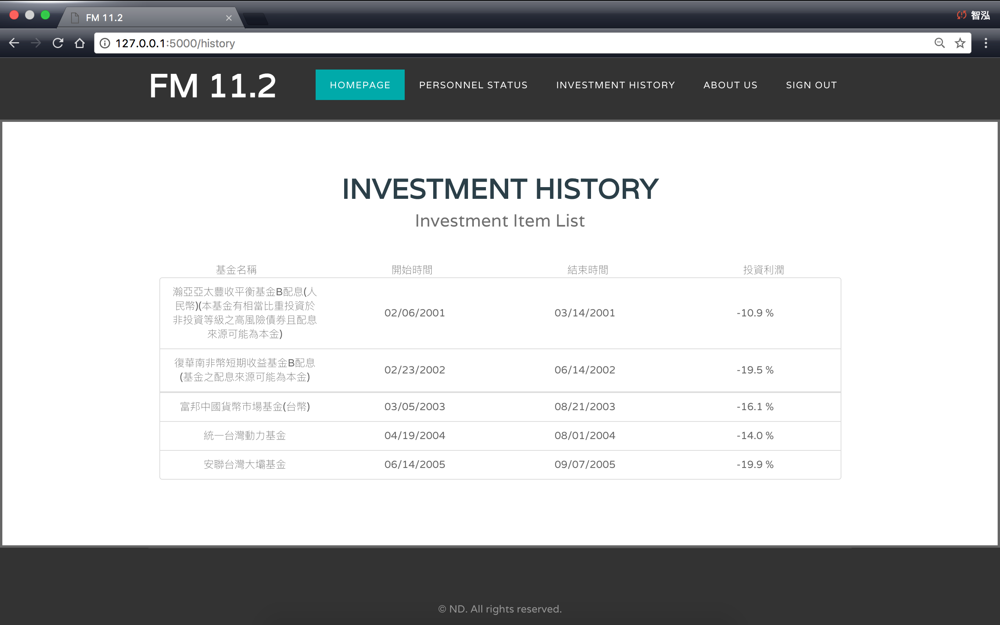 FM 11.2
智泓
127.0.0.1:5000/history
FM 11.2
HOMEPAGE
PERSONNEL STATUS
INVESTMENT HISTORY
ABOUT US
SIGN OUT
INVESTMENT HISTORY
Investment Item List
基金名稱 開始時間 結束時間 投資利潤
瀚亞亞太豐收平衡基金B配息(人
民幣)(本基金有相當比重投資於
非投資等級之高風險債券且配息
來源可能為本金)
02/06/2001 03/14/2001 -10.9 %
復華南非幣短期收益基金B配息
(基金之配息來源可能為本金)
02/23/2002 06/14/2002 -19.5 %
富邦中國貨幣市場基金(台幣) 03/05/2003 08/21/2003 -16.1 %
統一台灣動力基金 04/19/2004 08/01/2004 -14.0 %
安聯台灣大壩基金 06/14/2005 09/07/2005 -19.9 %
© ND. All rights reserved.